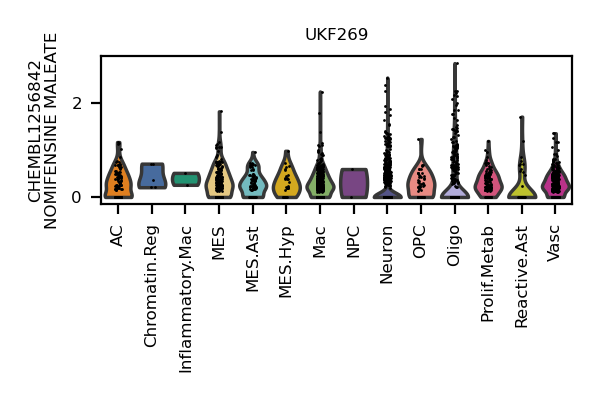 UKF269
CHEMBL1256842
NOMIFENSINE MALEATE
2
0
AC
Chromatin.Reg
Inflammatory.Mac
MES
MES.Ast
MES.Hyp
Mac
NPC
Neuron
OPC
Oligo
Prolif.Metab
Reactive.Ast
Vasc